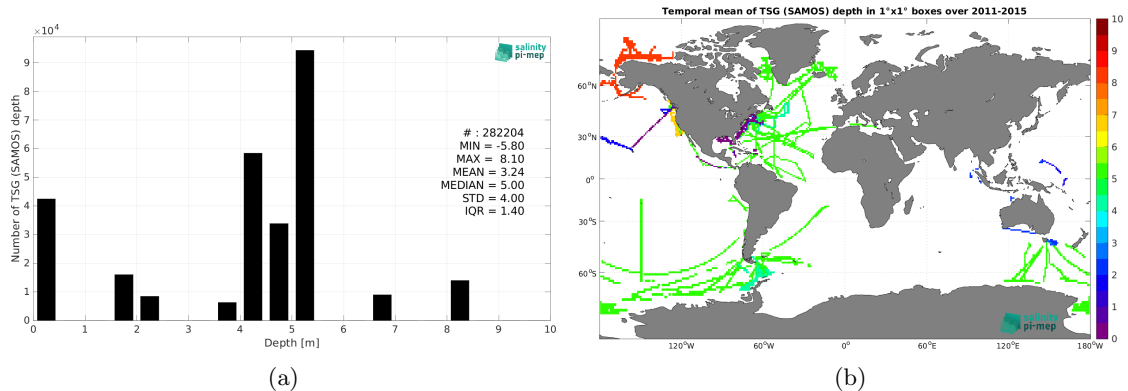 ×10⁴
9
8
7
6
5
4
3
2
1
0
Number of TSG (SAMOS) depth
salinity
pi-mep
# : 282204
MIN = -5.80
MAX = 8.10
MEAN = 3.24
MEDIAN = 5.00
STD = 4.00
IQR = 1.40
0 1 2 3 4 5 6 7 8 9 10
Depth [m]
(a)
Temporal mean of TSG (SAMOS) depth in 1°x1° boxes over 2011-2015
60°N
30°N
0°
30°S
60°S
120°W 60°W 0° 60°E 120°E 180°W
salinity
pi-mep
10
9
8
7
6
5
4
3
2
1
0
(b)